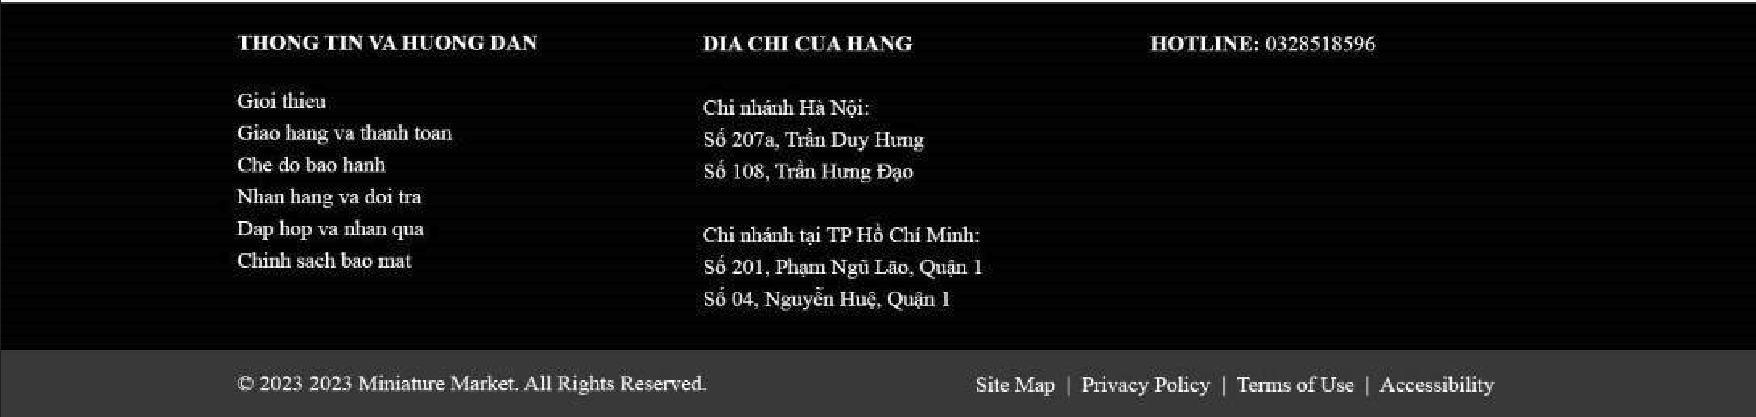 THONG TIN VA HUONG DAN
Gioi thieu
Giao hang va thanh toan
Che do bao hanh
Nhan hang va doi tra
Dap hop va nhan qua
Chinh sach bao mat
DIA CHI CUA HANG
Chi nhánh Hà Nội:
Số 207a, Trần Duy Hưng
Số 108, Trần Hưng Đạo
Chi nhánh tại TP Hồ Chí Minh:
Số 201, Phạm Ngũ Lão, Quận 1
Số 04, Nguyễn Huệ, Quận 1
HOTLINE: 0328518596
© 2023 2023 Miniature Market. All Rights Reserved.
Site Map | Privacy Policy | Terms of Use | Accessibility